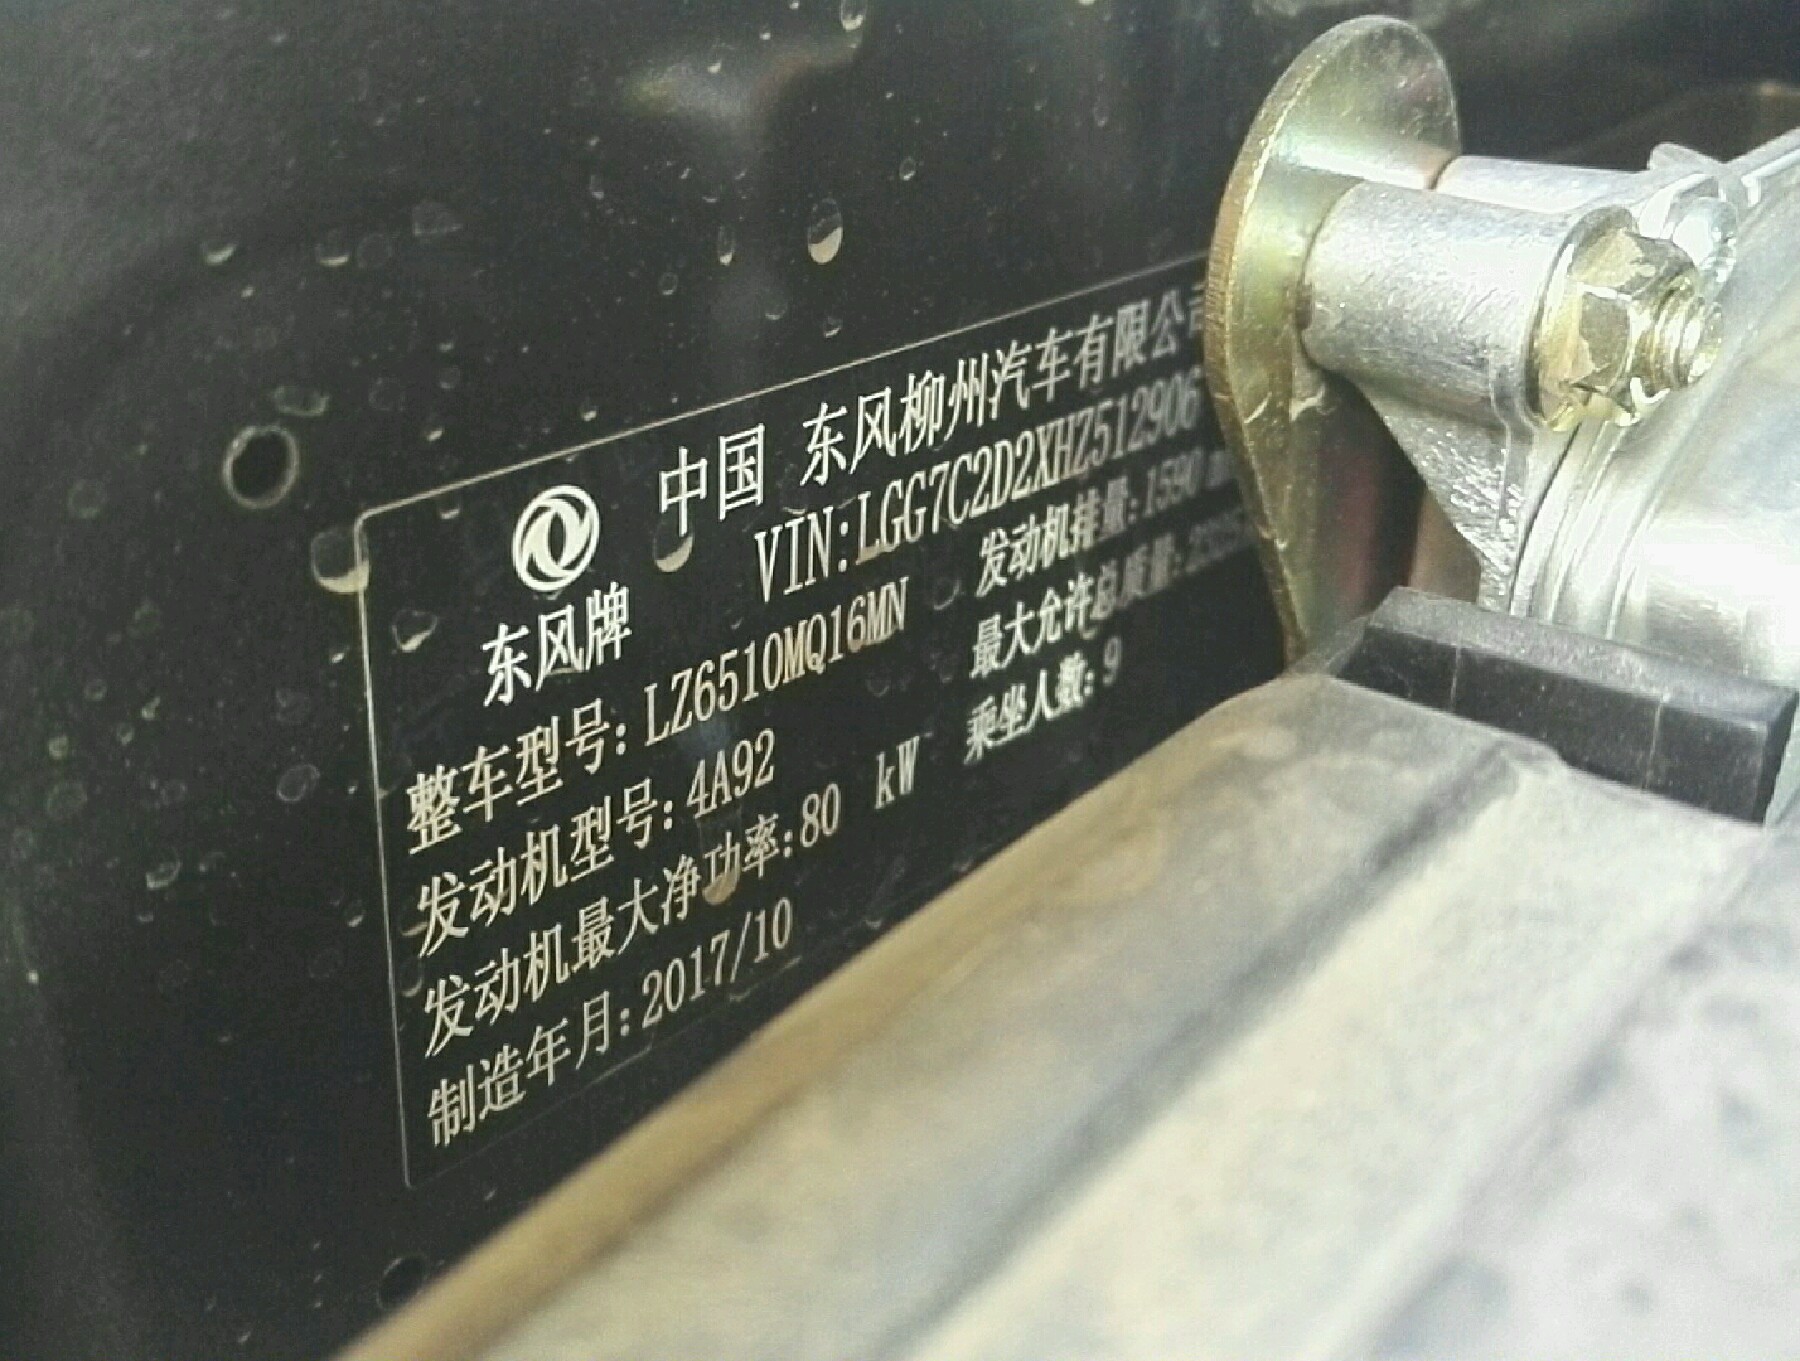 中国 东风柳州汽车有限公司
东风牌
VIN:LGG7C2D2XHZ512906
整车型号:LZ6510MQ16MN
发动机排量:1590
发动机型号:4A92
最大允许总质量:
发动机最大净功率:80 kW
乘坐人数:9
制造年月:2017/10